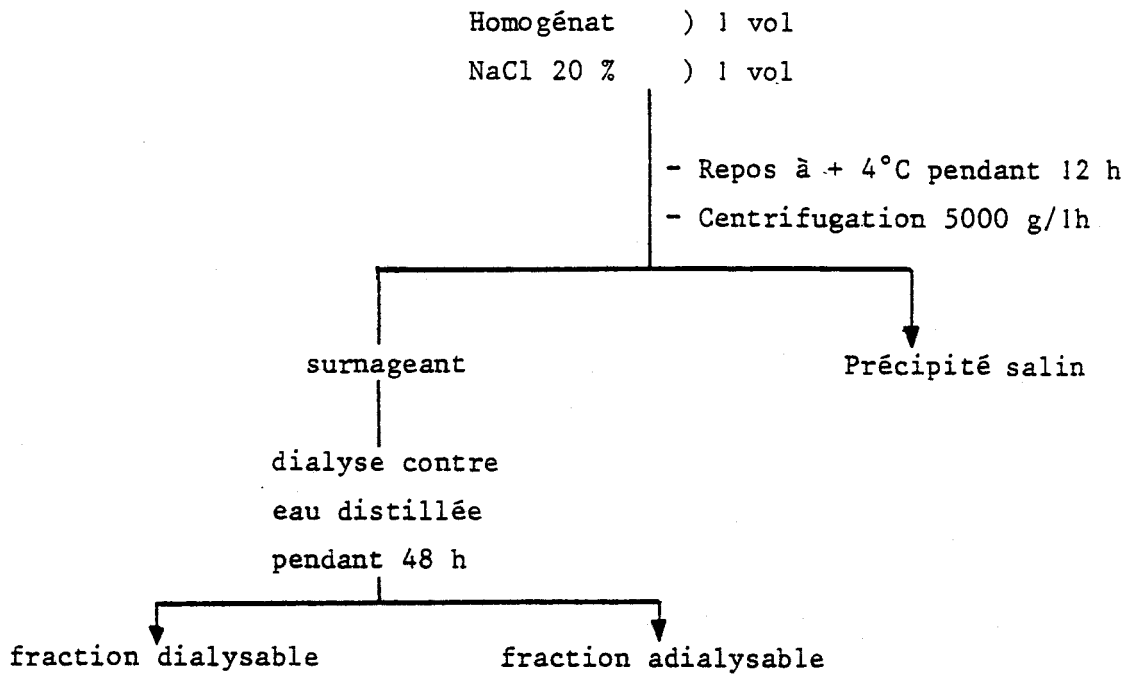 Homogénat ) 1 vol
NaCl 20 % ) 1 vol
- Repos à + 4°C pendant 12 h
- Centrifugation 5000 g/1h
surnageant
Précipité salin
dialyse contre
eau distillée
pendant 48 h
fraction dialysable
fraction adialysable